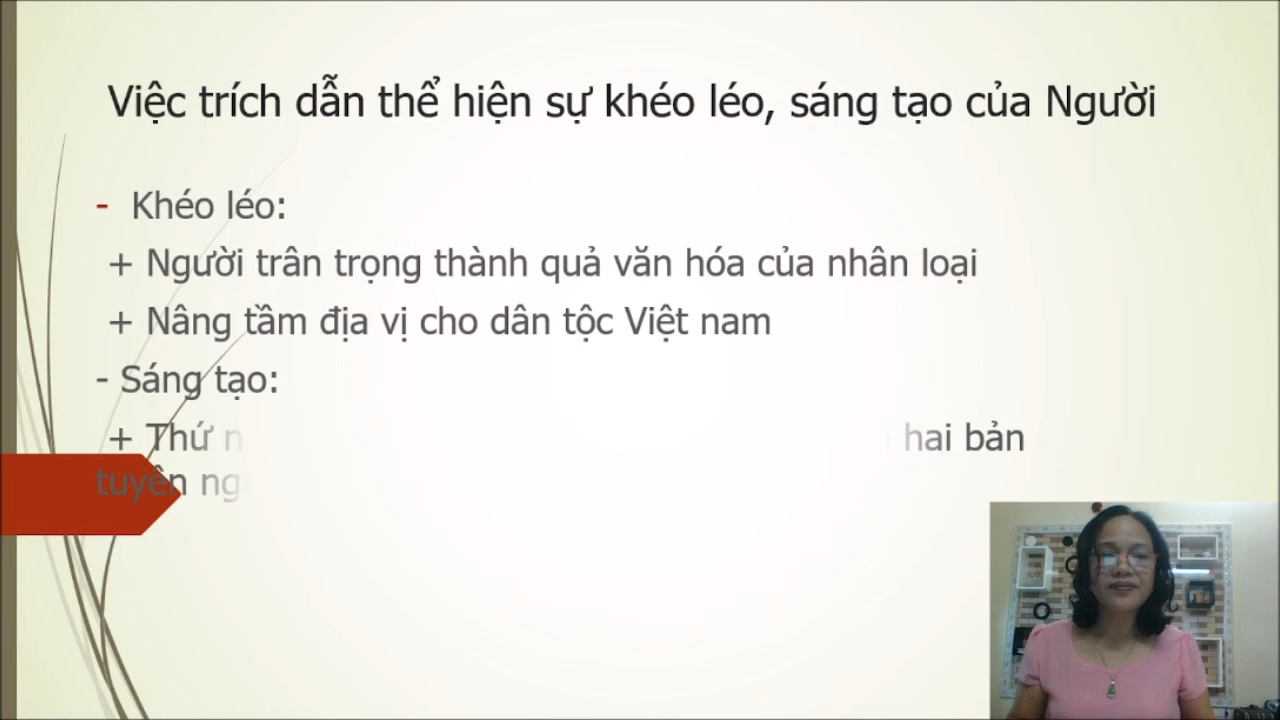 Việc trích dẫn thể hiện sự khéo léo, sáng tạo của Người
- Khéo léo:
+ Người trân trọng thành quả văn hóa của nhân loại
+ Nâng tầm địa vị cho dân tộc Việt nam
- Sáng tạo:
+ Thứ hai bản
tuyên